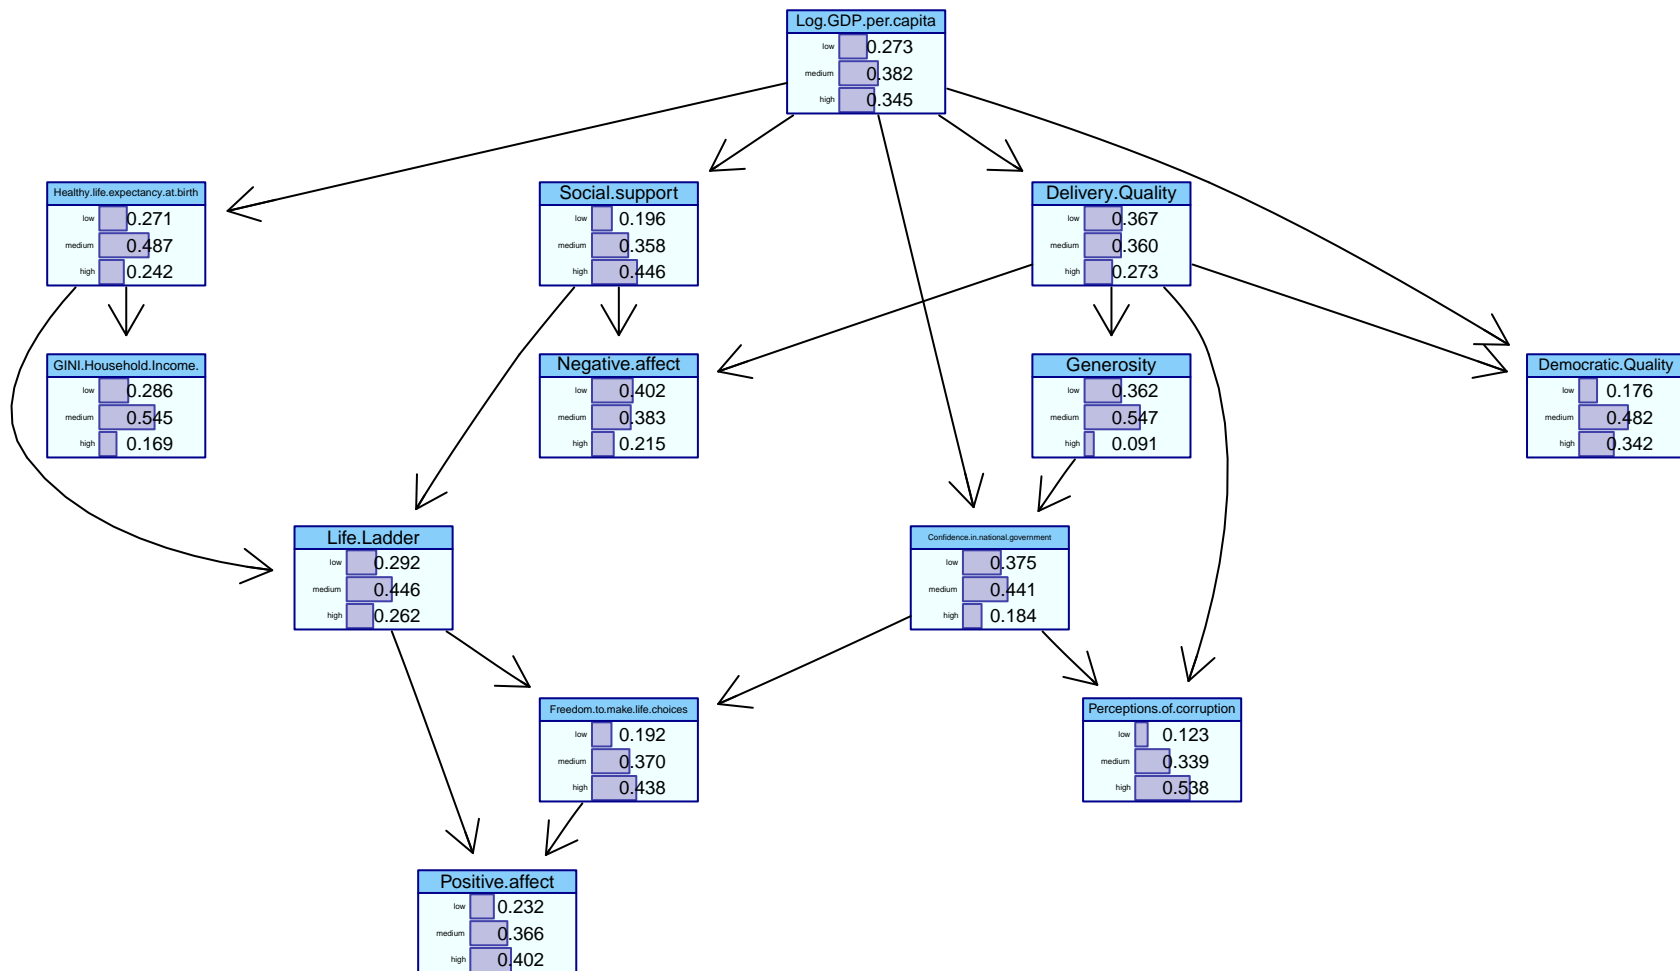 Log.GDP.per.capita
low 0.273
medium 0.382
high 0.345
Healthy.life.expectancy.at.birth
low 0.271
medium 0.487
high 0.242
Social.support
low 0.196
medium 0.358
high 0.446
Delivery.Quality
low 0.367
medium 0.360
high 0.273
GINI.Household.Income.
low 0.286
medium 0.545
high 0.169
Negative.affect
low 0.402
medium 0.383
high 0.215
Generosity
low 0.362
medium 0.547
high 0.091
Democratic.Quality
low 0.176
medium 0.482
high 0.342
Life.Ladder
low 0.292
medium 0.446
high 0.262
Confidence.in.national.government
low 0.375
medium 0.441
high 0.184
Freedom.to.make.life.choices
low 0.192
medium 0.370
high 0.438
Perceptions.of.corruption
low 0.123
medium 0.339
high 0.538
Positive.affect
low 0.232
medium 0.366
high 0.402